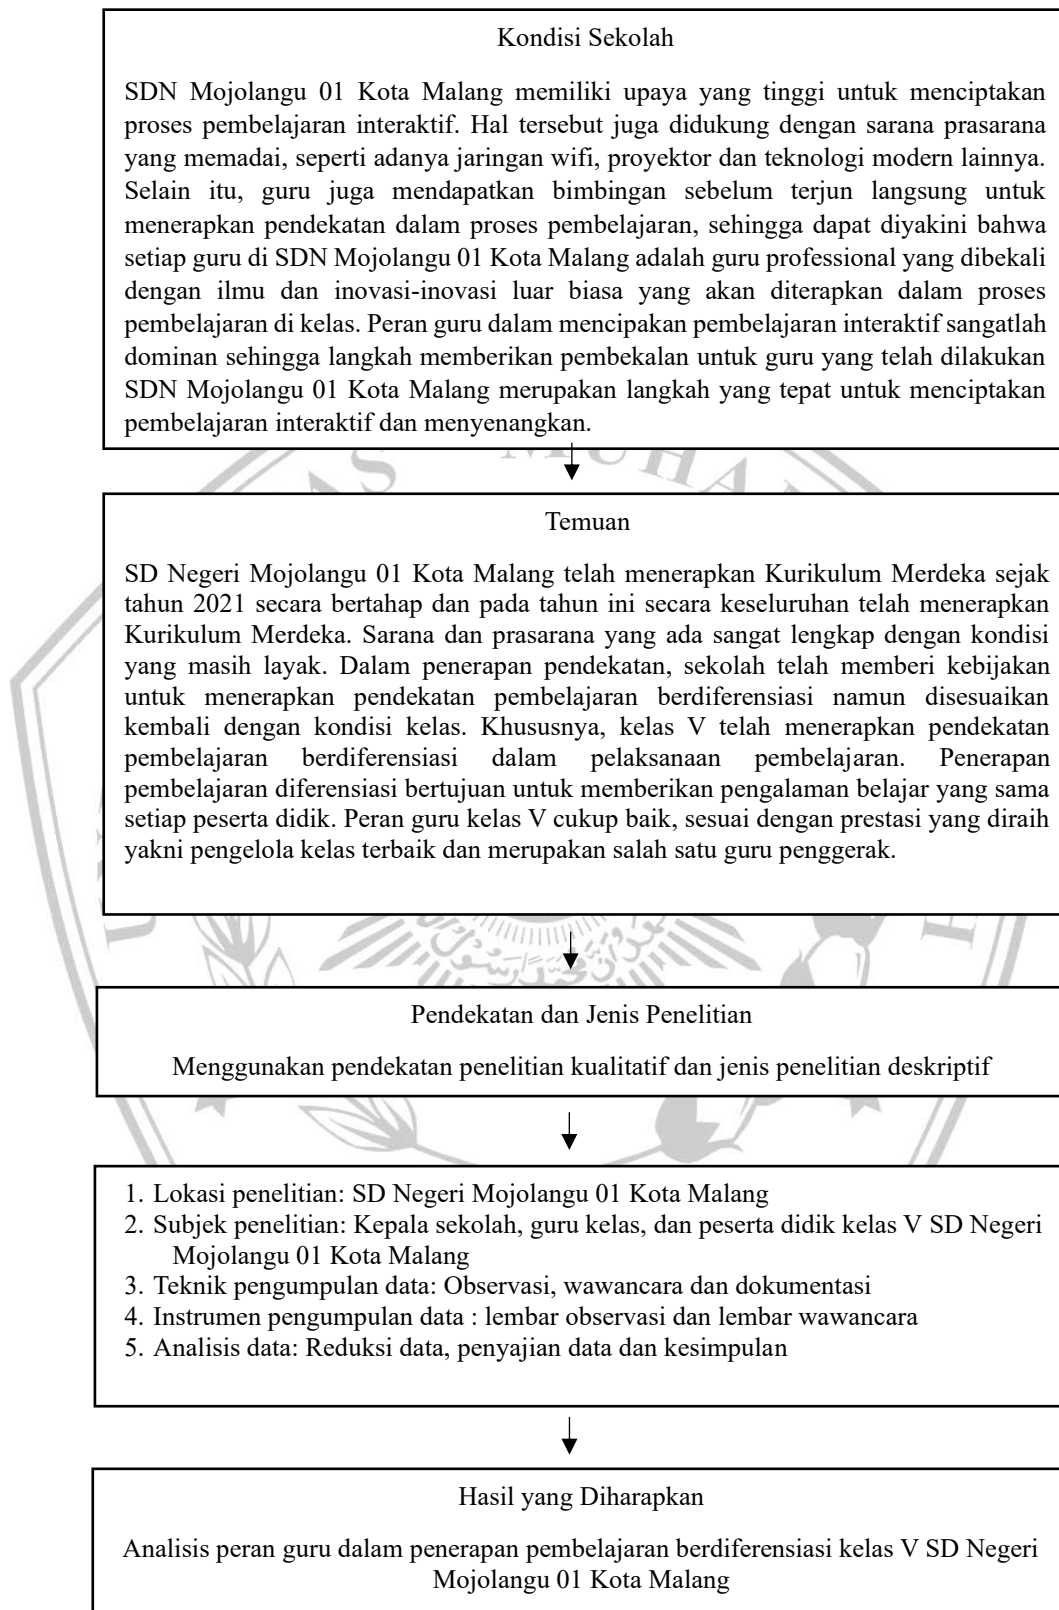 Kondisi Sekolah
SDN Mojolangu 01 Kota Malang memiliki upaya yang tinggi untuk menciptakan
proses pembelajaran interaktif. Hal tersebut juga didukung dengan sarana prasarana
yang memadai, seperti adanya jaringan wifi, proyektor dan teknologi modern lainnya.
Selain itu, guru juga mendapatkan bimbingan sebelum terjun langsung untuk
menerapkan pendekatan dalam proses pembelajaran, sehingga dapat diyakini bahwa
setiap guru di SDN Mojolangu 01 Kota Malang adalah guru professional yang dibekali
dengan ilmu dan inovasi-inovasi luar biasa yang akan diterapkan dalam proses
pembelajaran di kelas. Peran guru dalam mencipakan pembelajaran interaktif sangatlah
dominan sehingga langkah memberikan pembekalan untuk guru yang telah dilakukan
SDN Mojolangu 01 Kota Malang merupakan langkah yang tepat untuk menciptakan
pembelajaran interaktif dan menyenangkan.
Temuan
SD Negeri Mojolangu 01 Kota Malang telah menerapkan Kurikulum Merdeka sejak
tahun 2021 secara bertahap dan pada tahun ini secara keseluruhan telah menerapkan
Kurikulum Merdeka. Sarana dan prasarana yang ada sangat lengkap dengan kondisi
yang masih layak. Dalam penerapan pendekatan, sekolah telah memberi kebijakan
untuk menerapkan pendekatan pembelajaran berdiferensiasi namun disesuaikan
kembali dengan kondisi kelas. Khususnya, kelas V telah menerapkan pendekatan
pembelajaran berdiferensiasi dalam pelaksanaan pembelajaran. Penerapan
pembelajaran diferensiasi bertujuan untuk memberikan pengalaman belajar yang sama
setiap peserta didik. Peran guru kelas V cukup baik, sesuai dengan prestasi yang diraih
yakni pengelola kelas terbaik dan merupakan salah satu guru penggerak.
Pendekatan dan Jenis Penelitian
Menggunakan pendekatan penelitian kualitatif dan jenis penelitian deskriptif
1. Lokasi penelitian: SD Negeri Mojolangu 01 Kota Malang
2. Subjek penelitian: Kepala sekolah, guru kelas, dan peserta didik kelas V SD Negeri
Mojolangu 01 Kota Malang
3. Teknik pengumpulan data: Observasi, wawancara dan dokumentasi
4. Instrumen pengumpulan data : lembar observasi dan lembar wawancara
5. Analisis data: Reduksi data, penyajian data dan kesimpulan
Hasil yang Diharapkan
Analisis peran guru dalam penerapan pembelajaran berdiferensiasi kelas V SD Negeri
Mojolangu 01 Kota Malang